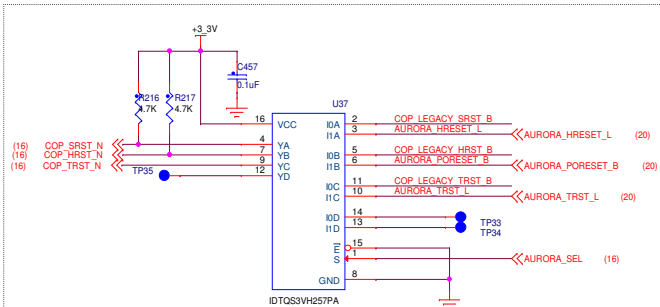 +3_3V
C457
0.1uF
R216
4.7K
R217
4.7K
U37
16 VCC I0A 2 COP_LEGACY_SRST_B
I1A 3 AURORA_HRESET_L AURORA_HRESET_L (20)
(16) COP_SRST_N 4 YA
(16) COP_HRST_N 7 YB I0B 5 COP_LEGACY_HRST_B
(16) COP_TRST_N 9 YC I1B 6 AURORA_PORESET_B AURORA_PORESET_B (20)
TP35 12 YD
I0C 11 COP_LEGACY_TRST_B
I1C 10 AURORA_TRST_L AURORA_TRST_L (20)
I0D 14 TP33
I1D 13 TP34
E 15
S 1 AURORA_SEL (16)
GND 8
IDTQS3VH257PA